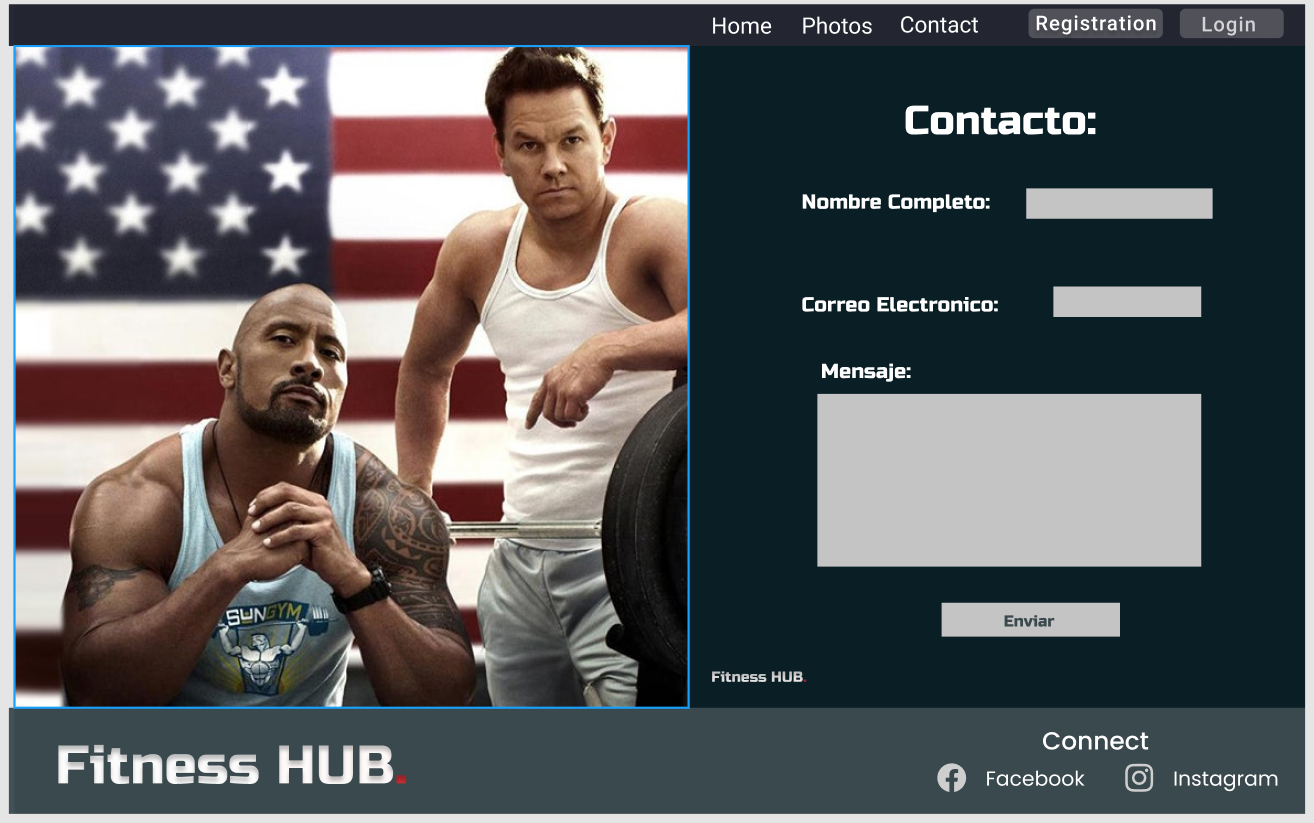 Home Photos Contact Registration Login
Contacto:
Nombre Completo:
Correo Electronico:
Mensaje:
SUNGYM
Enviar
Fitness HUB.
Fitness HUB.
Connect
Facebook Instagram